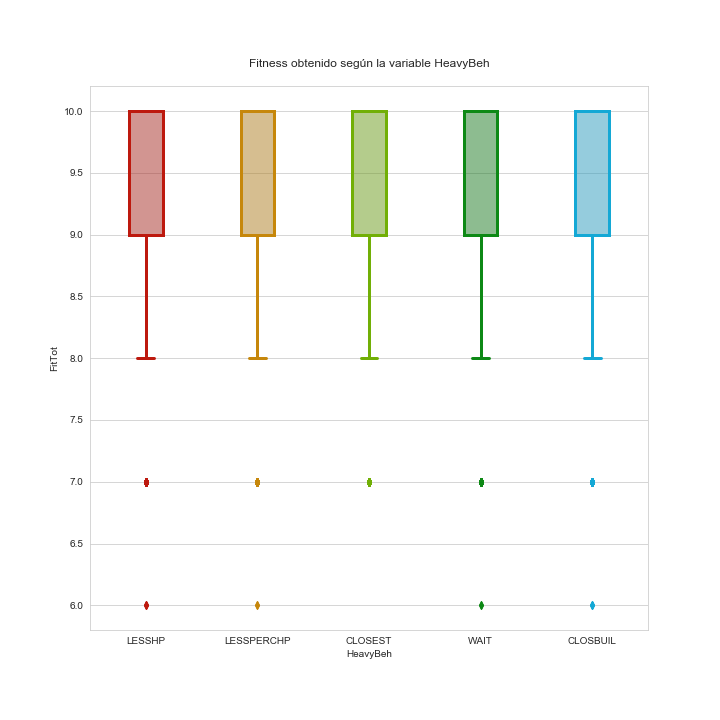 Fitness obtenido según la variable HeavyBeh
10.0
9.5
9.0
8.5
8.0
7.5
7.0
6.5
6.0
FitTot
LESSHP LESSPERCHP CLOSEST WAIT CLOSBUIL
HeavyBeh